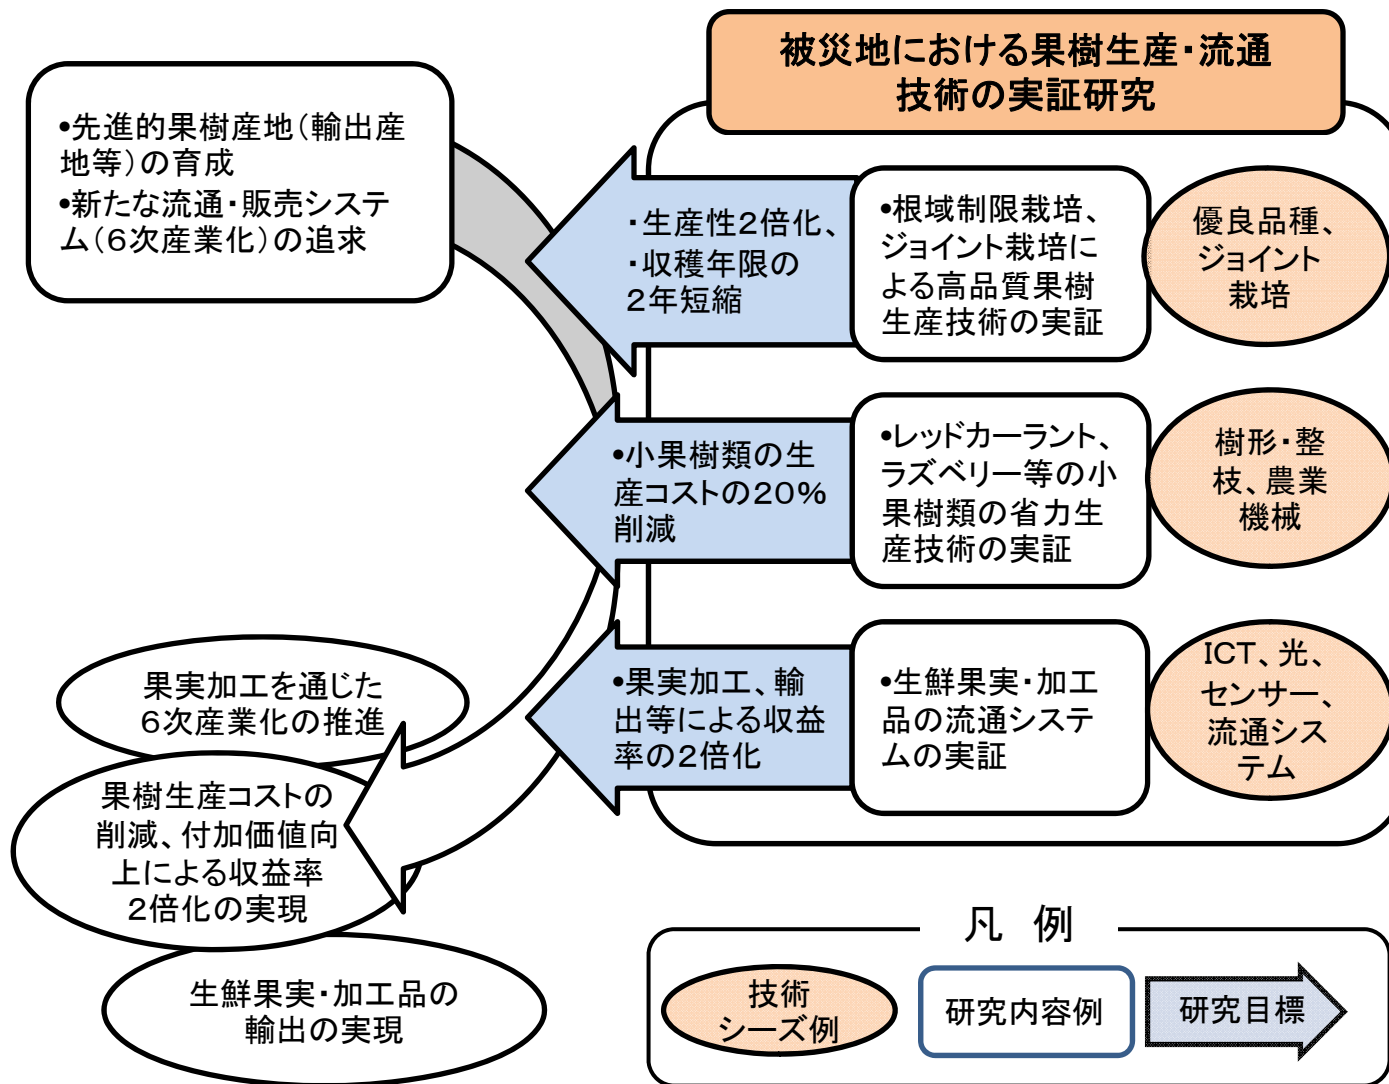 被災地における果樹生産・流通
技術の実証研究
•先進的果樹産地（輸出産
地等）の育成
•新たな流通・販売システ
ム（６次産業化）の追求
・生産性２倍化、
・収穫年限の
２年短縮
•根域制限栽培、
ジョイント栽培に
よる高品質果樹
生産技術の実証
優良品種、
ジョイント
栽培
•小果樹類の生
産コストの２０％
削減
•レッドカーラント、
ラズベリー等の小
果樹類の省力生
産技術の実証
樹形・整
枝、農業
機械
•果実加工、輸
出等による収益
率の２倍化
•生鮮果実・加工
品の流通システ
ムの実証
ＩＣＴ、光、
センサー、
流通シス
テム
果実加工を通じた
６次産業化の推進
果樹生産コストの
削減、付加価値向
上による収益率
２倍化の実現
生鮮果実・加工品の
輸出の実現
凡 例
技術
シーズ例
研究内容例
研究目標